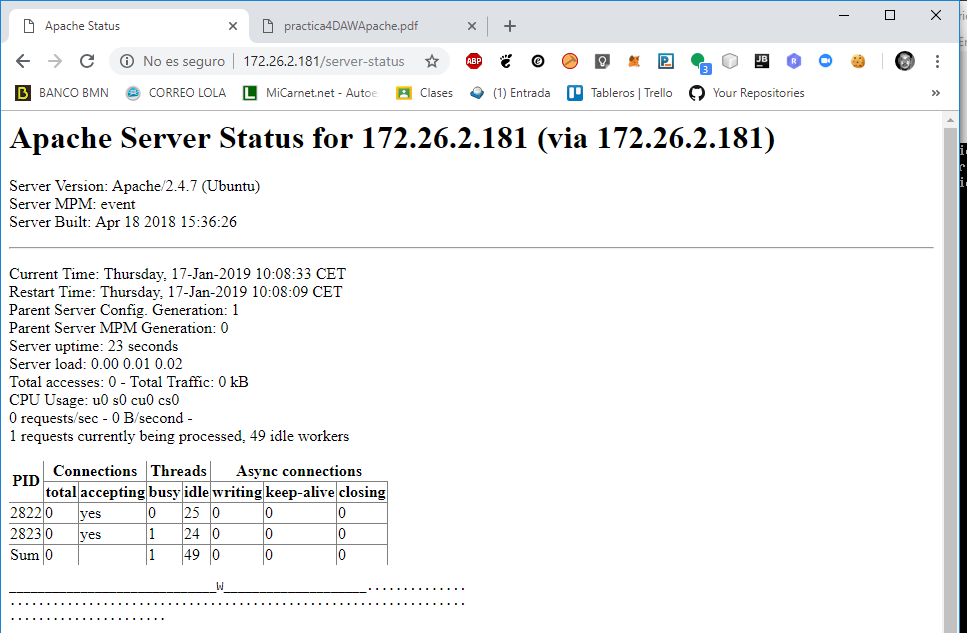 Apache Status
practica4DAWApache.pdf
No es seguro 172.26.2.181/server-status
ABP
P
3
JB
R
BANCO BMN CORREO LOLA MiCarnet.net - Autoe Clases (1) Entrada Tableros | Trello Your Repositories »
Apache Server Status for 172.26.2.181 (via 172.26.2.181)
Server Version: Apache/2.4.7 (Ubuntu)
Server MPM: event
Server Built: Apr 18 2018 15:36:26
Current Time: Thursday, 17-Jan-2019 10:08:33 CET
Restart Time: Thursday, 17-Jan-2019 10:08:09 CET
Parent Server Config. Generation: 1
Parent Server MPM Generation: 0
Server uptime: 23 seconds
Server load: 0.00 0.01 0.02
Total accesses: 0 - Total Traffic: 0 kB
CPU Usage: u0 s0 cu0 cs0
0 requests/sec - 0 B/second -
1 requests currently being processed, 49 idle workers
PID Connections Threads Async connections
total accepting busy idle writing keep-alive closing
2822 0 yes 0 25 0 0 0
2823 0 yes 1 24 0 0 0
Sum 0 1 49 0 0 0
_____________________________W____________________..............
................................................................
......................